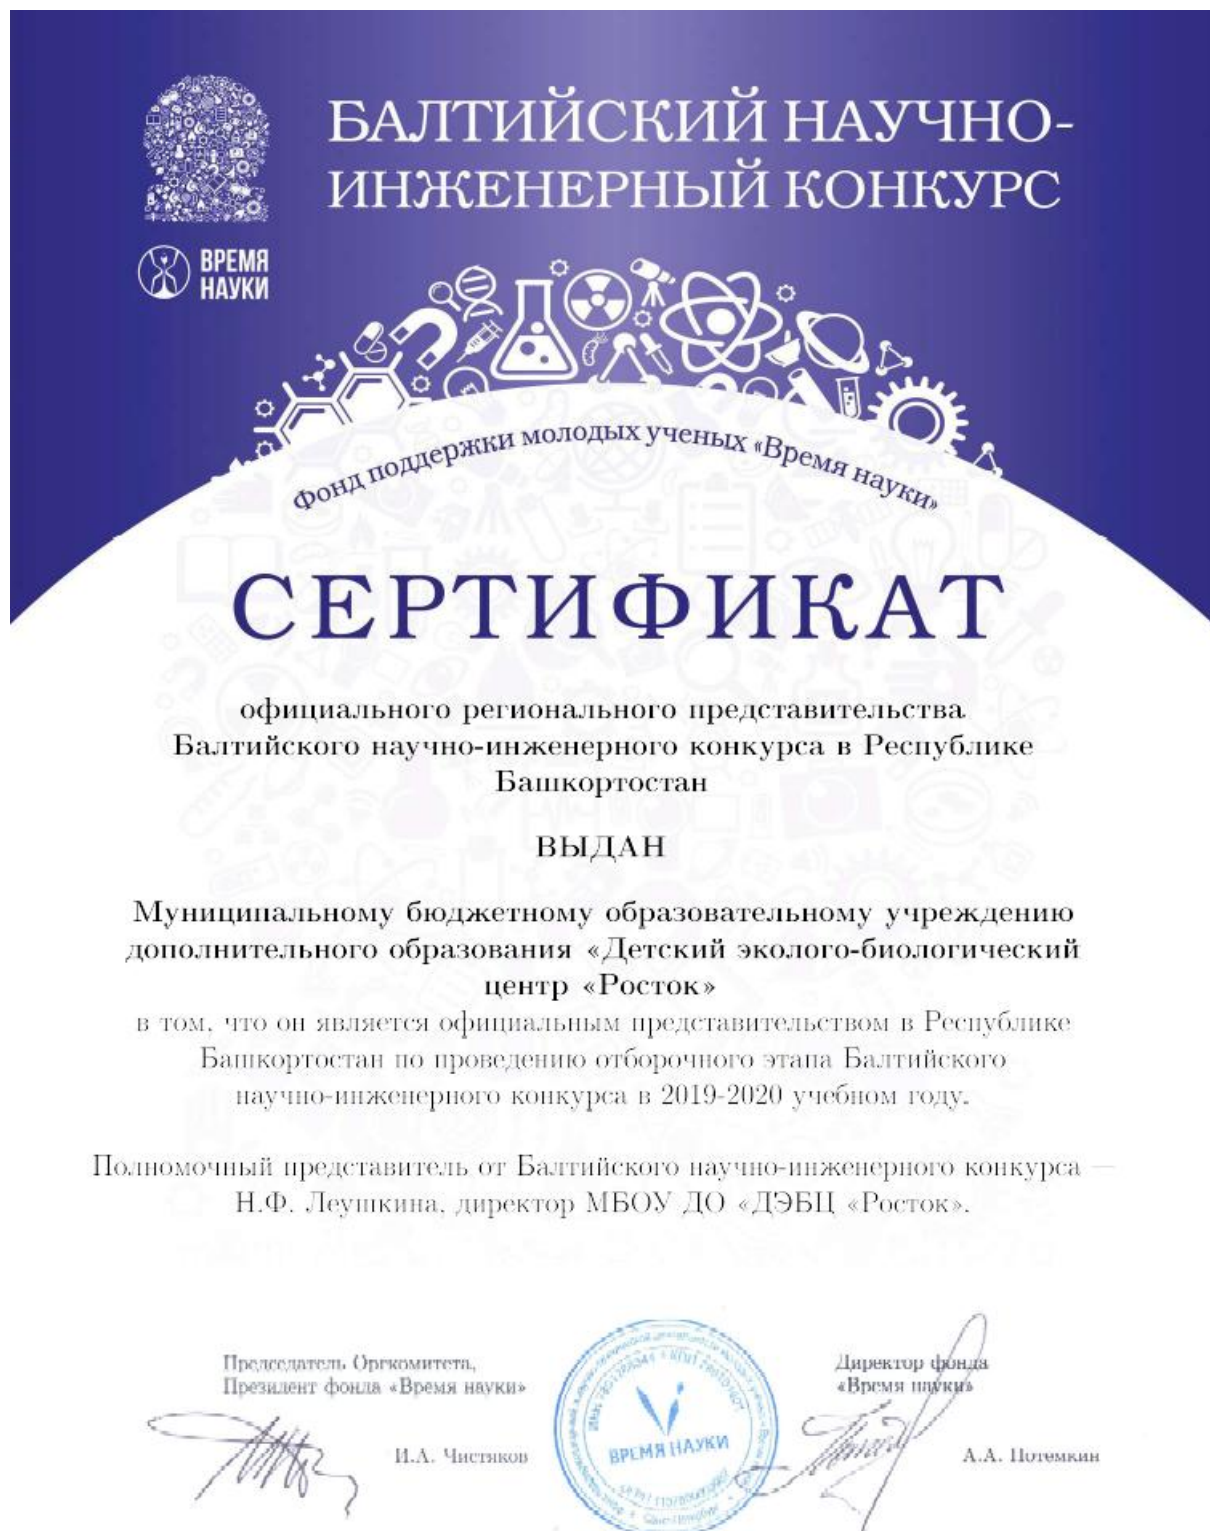 БАЛТИЙСКИЙ НАУЧНО-
ИНЖЕНЕРНЫЙ КОНКУРС
ВРЕМЯ
НАУКИ
Фонд поддержки молодых ученых «Время науки»
СЕРТИФИКАТ
официального регионального представительства
Балтийского научно-инженерного конкурса в Республике
Башкортостан
ВЫДАН
Муниципальному бюджетному образовательному учреждению
дополнительного образования «Детский эколого-биологический
центр «Росток»
в том, что он является официальным представительством в Республике
Башкортостан по проведению отборочного этапа Балтийского
научно-инженерного конкурса в 2019-2020 учебном году.
Полномочный представитель от Балтийского научно-инженерного конкурса —
Н.Ф. Леушкина, директор МБОУ ДО «ДЭБЦ «Росток».
Председатель Оргкомитета,
Президент фонда «Время науки»
И.А. Чистяков
ВРЕМЯ НАУКИ
Санкт-Петербург
Директор фонда
«Время науки»
А.А. Потемкин